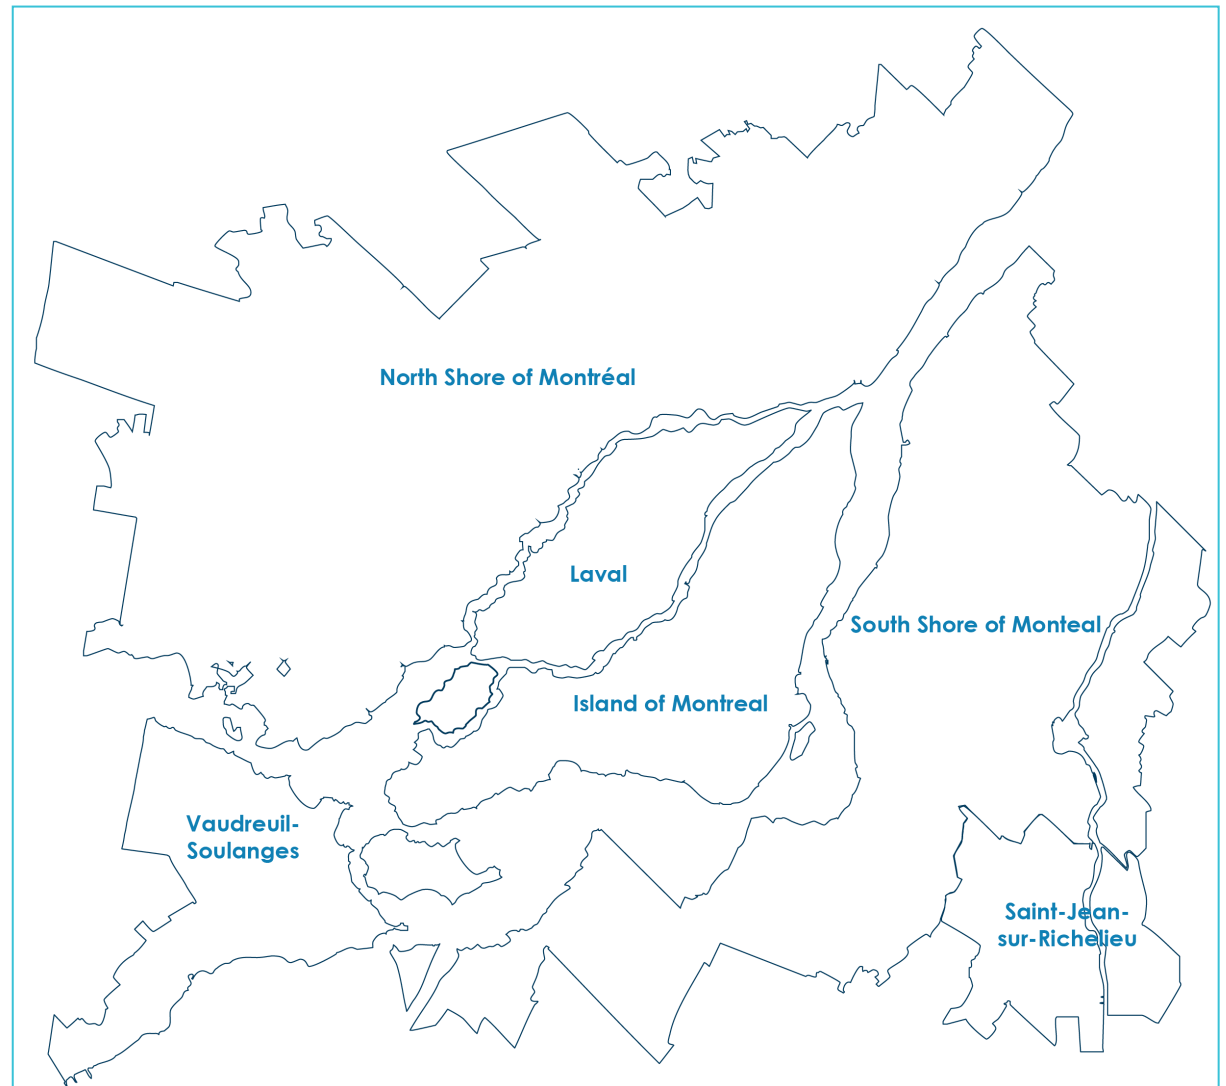 North Shore of Montréal
Laval
South Shore of Monteal
Island of Montreal
Vaudreuil-
Soulanges
Saint-Jean-
sur-Richelieu